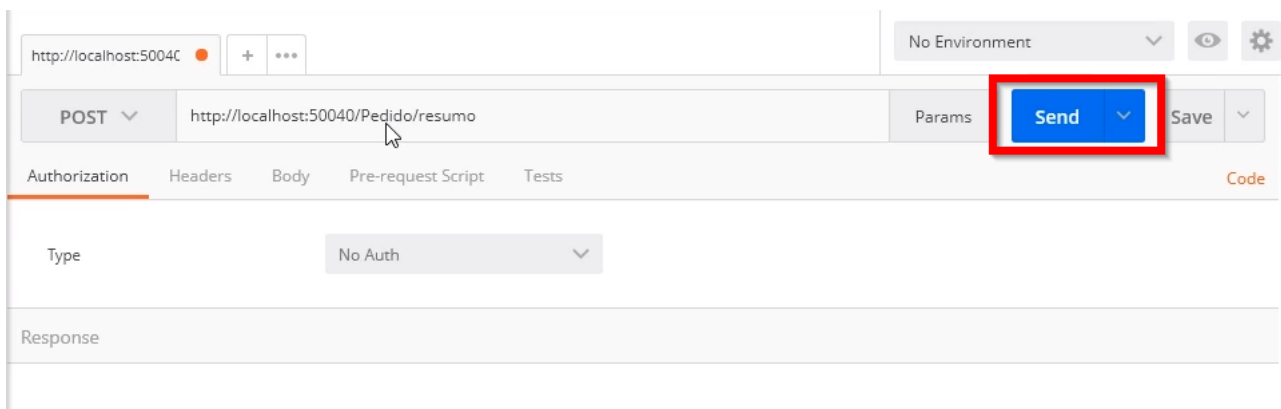 http://localhost:5004C + ••• No Environment
POST http://localhost:50040/Pedido/resumo Params Send Save
Authorization Headers Body Pre-request Script Tests Code
Type No Auth
Response